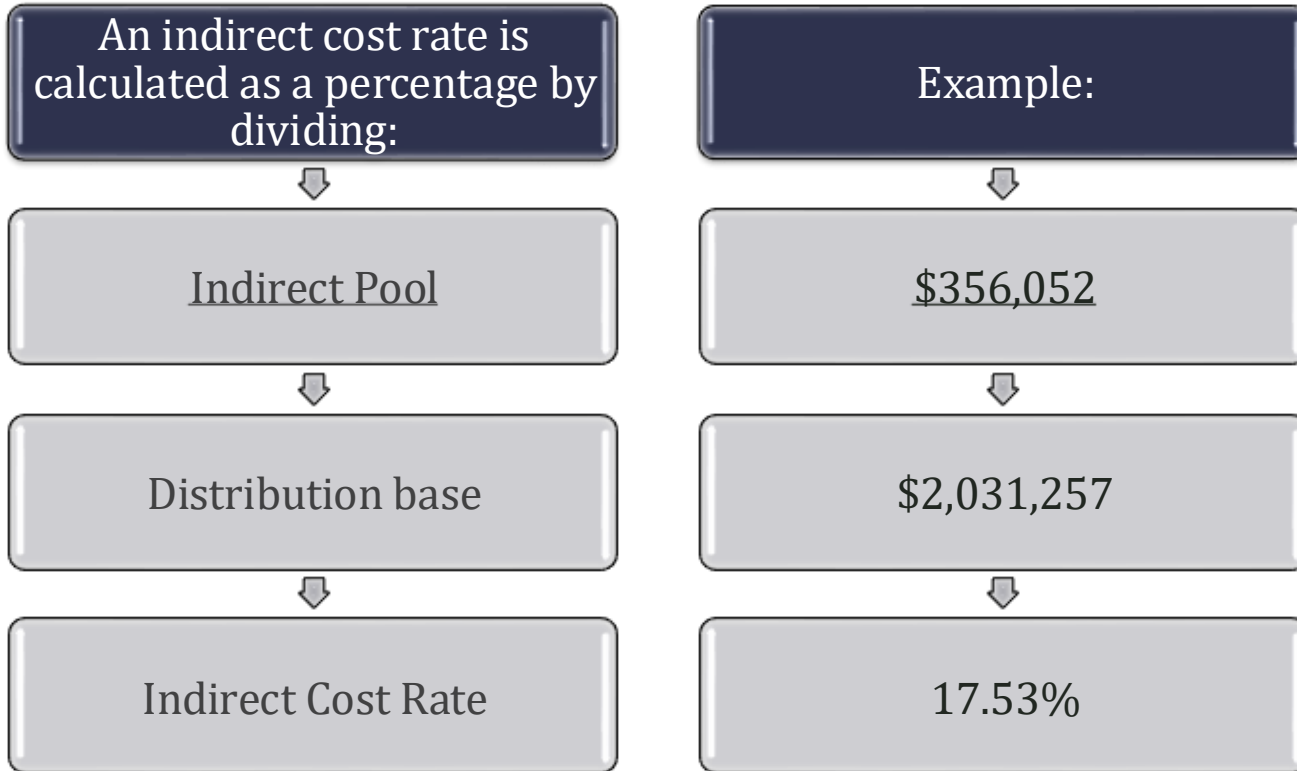 An indirect cost rate is
calculated as a percentage by
dividing:
Indirect Pool
Distribution base
Indirect Cost Rate
Example:
$356,052
$2,031,257
17.53%